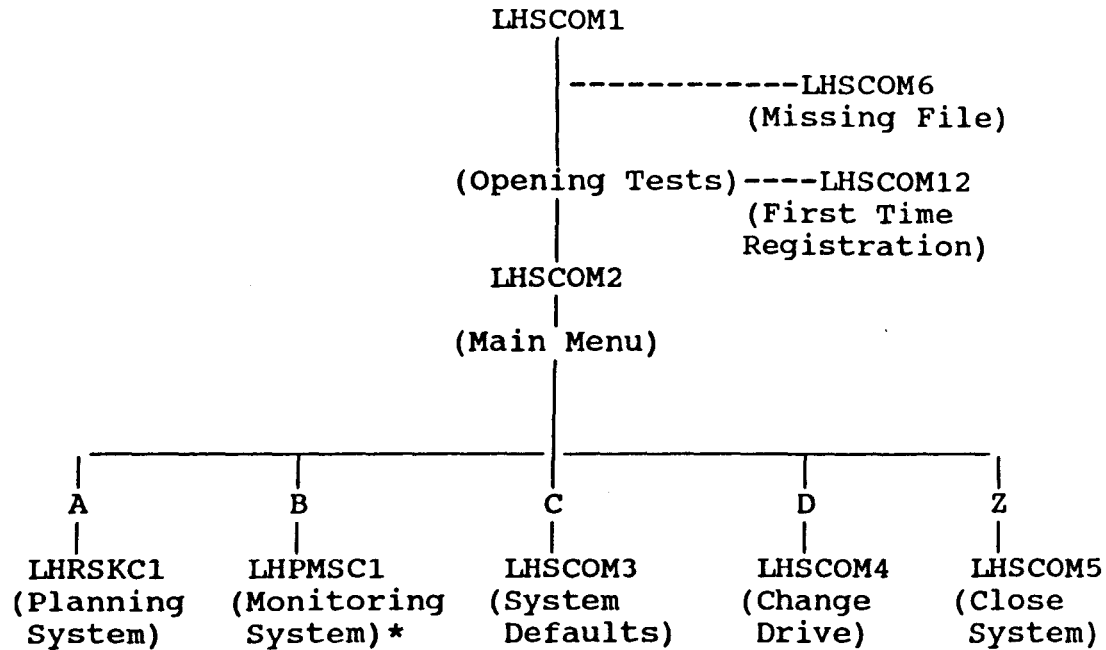 LHSCOM1
------------LHSCOM6
(Missing File)
(Opening Tests)----LHSCOM12
(First Time
Registration)
LHSCOM2
(Main Menu)
A B C D Z
LHRSKC1 LHPMSC1 LHSCOM3 LHSCOM4 LHSCOM5
(Planning (Monitoring (System (Change (Close
System) System)* Defaults) Drive) System)